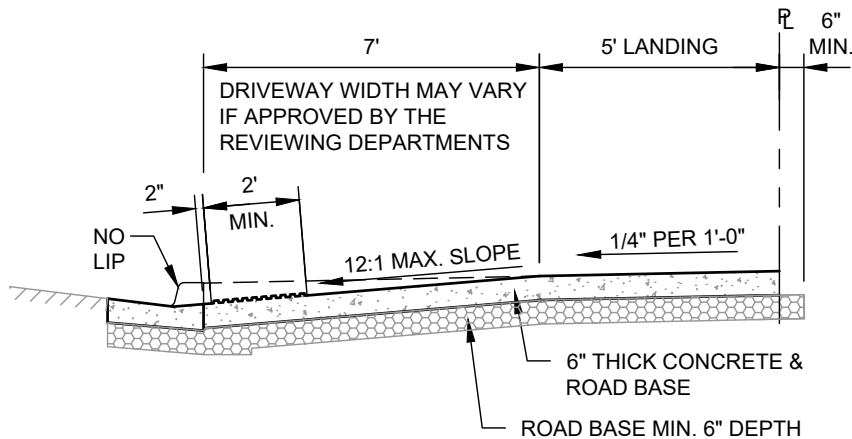 7'
5' LANDING
PL
6"
MIN.
DRIVEWAY WIDTH MAY VARY
IF APPROVED BY THE
REVIEWING DEPARTMENTS
2"
2'
MIN.
NO
LIP
12:1 MAX. SLOPE
1/4" PER 1'-0"
6" THICK CONCRETE &
ROAD BASE
ROAD BASE MIN. 6" DEPTH